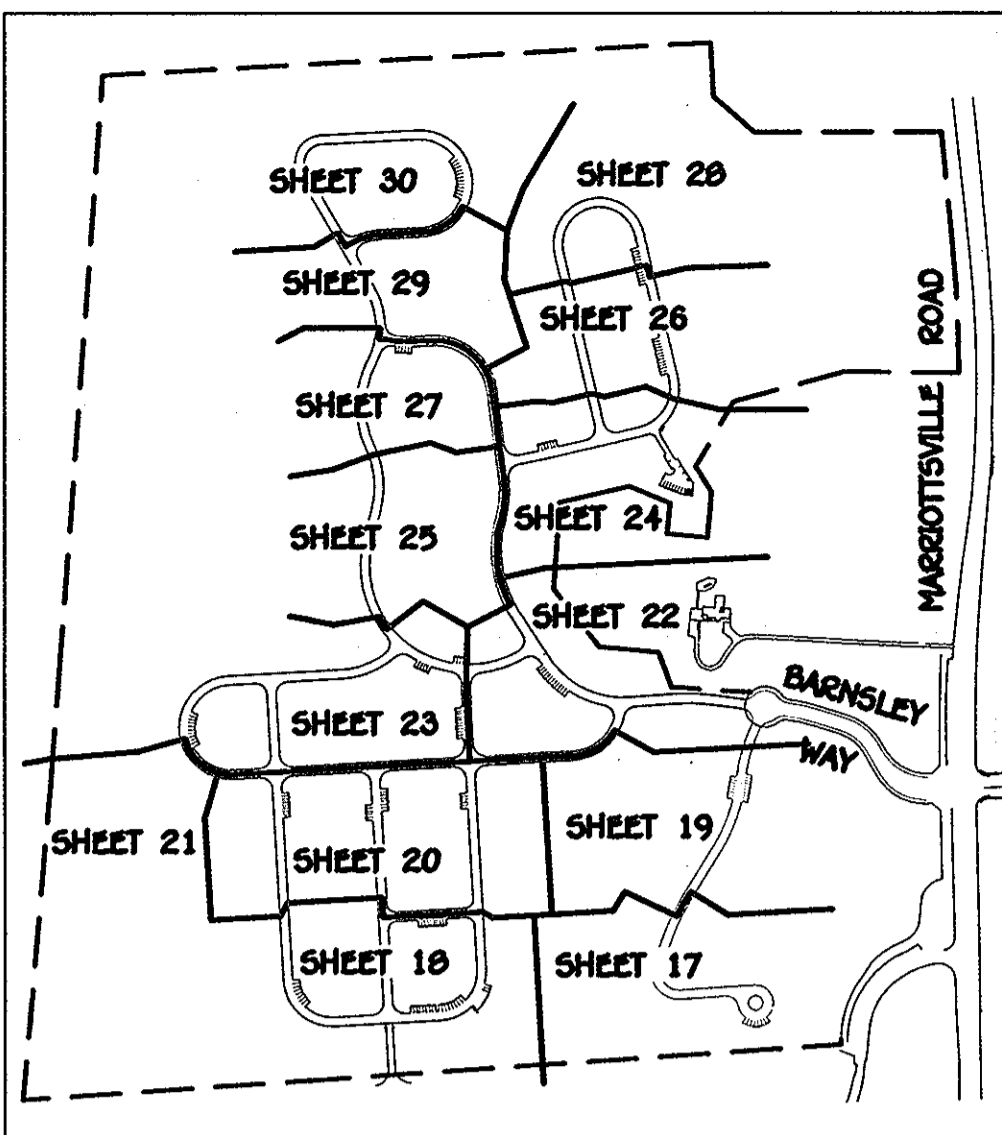 SHEET 30
SHEET 28
SHEET 29
SHEET 26
SHEET 27
SHEET 24
SHEET 25
SHEET 22
MARRIOTTSVILLE ROAD
BARNSLEY
WAY
SHEET 23
SHEET 19
SHEET 21
SHEET 20
SHEET 18
SHEET 17